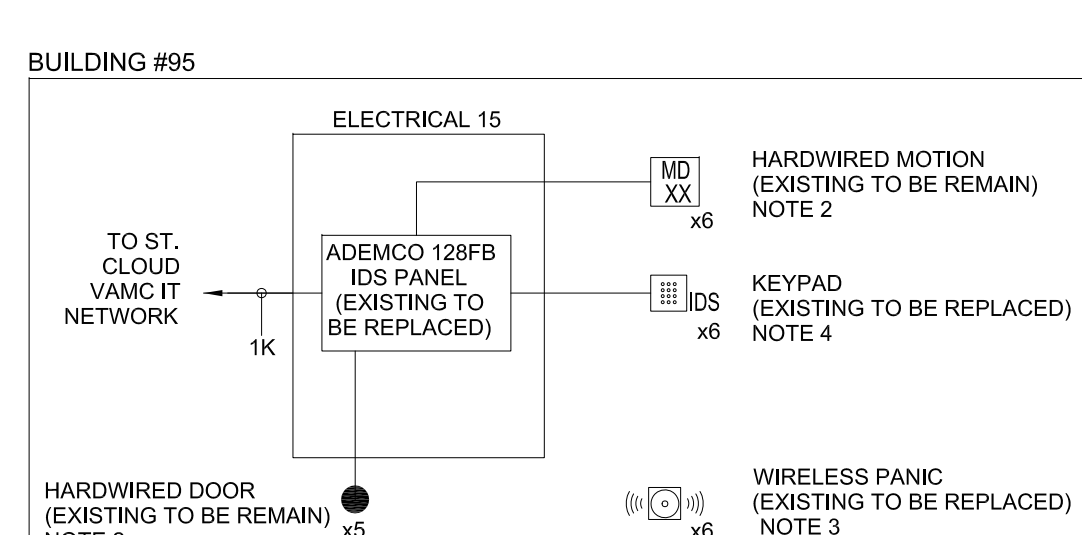 BUILDING #95
ELECTRICAL 15
MD
XX
x6
HARDWIRED MOTION
(EXISTING TO BE REMAIN)
NOTE 2
TO ST.
CLOUD
VAMC IT
NETWORK
1K
ADEMCO 128FB
IDS PANEL
(EXISTING TO
BE REPLACED)
IDS
x6
KEYPAD
(EXISTING TO BE REPLACED)
NOTE 4
HARDWIRED DOOR
(EXISTING TO BE REMAIN)
NOTE
x5
x6
WIRELESS PANIC
(EXISTING TO BE REPLACED)
NOTE 3